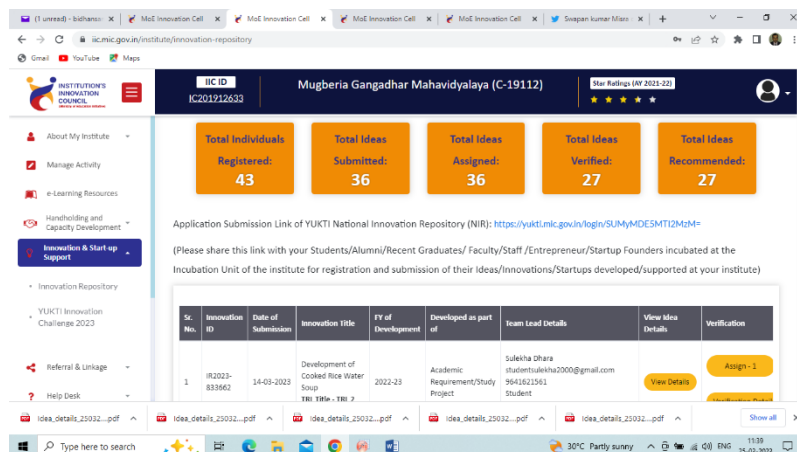 (1 unread) - bidhansa
MoE Innovation Cell
MoE Innovation Cell
MoE Innovation Cell
MoE Innovation Cell
Swapan kumar Misra
iic.mic.gov.in/institute/innovation-repository
Gmail
YouTube
Maps
INSTITUTION'S
INNOVATION
COUNCIL
IIC ID
IC201912633
Mugberia Gangadhar Mahavidyalaya (C-19112)
Star Ratings (AY 2021-22)
About My Institute
Manage Activity
e-Learning Resources
Handholding and
Capacity Development
Innovation & Start-up
Support
Innovation Repository
YUKTI Innovation
Challenge 2023
Referral & Linkage
Help Desk
Total Individuals
Registered:
43
Total Ideas
Submitted:
36
Total Ideas
Assigned:
36
Total Ideas
Verified:
27
Total Ideas
Recommended:
27
Application Submission Link of YUKTI National Innovation Repository (NIR): https://yukti.mic.gov.in/login/SUMyMDE5MTI2MzM=
(Please share this link with your Students/Alumni/Recent Graduates/ Faculty/Staff /Entrepreneur/Startup Founders incubated at the
Incubation Unit of the institute for registration and submission of their Ideas/Innovations/Startups developed/supported at your institute)
Sr. No.
Innovation ID
Date of Submission
Innovation Title
FY of Development
Developed as part of
Team Lead Details
View Idea Details
Verification
1
IR2023-
833662
14-03-2023
Development of
Cooked Rice Water
Soup
TRL Title - TRL 2
2022-23
Academic
Requirement/Study
Project
Sulekha Dhara
studentsulekha2000@gmail.com
9641621561
Student
View Details
Assign - 1
Idea_details_25032....pdf
Idea_details_25032....pdf
Idea_details_25032....pdf
Idea_details_25032....pdf
Idea_details_25032....pdf
Show all
Type here to search
30°C Partly sunny
ENG
11:39
25-03-2023